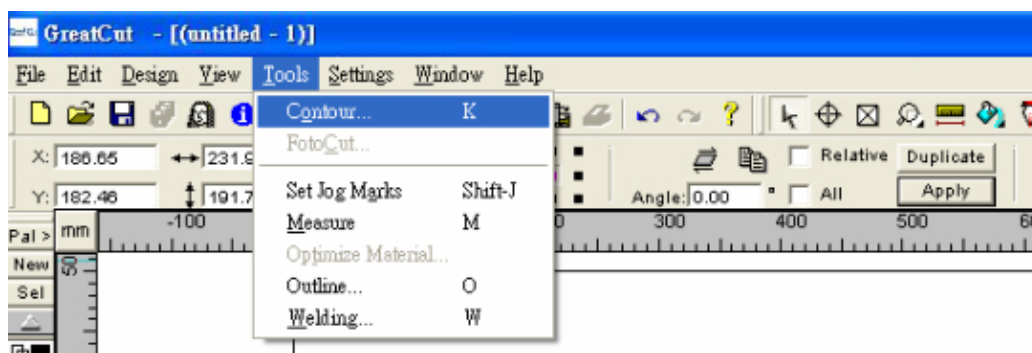 GreatCut - [(untitled - 1)]
File Edit Design View Tools Settings Window Help
Contour... K
FotoCut...
Set Jog Marks Shift-J
Measure M
Optimize Material...
Outline... O
Welding... W
X: 186.65 231.9
Y: 182.46 191.7
Relative Duplicate
Angle: 0.00 ° All Apply
Pal > mm -100 300 400 500
New 50
Sel